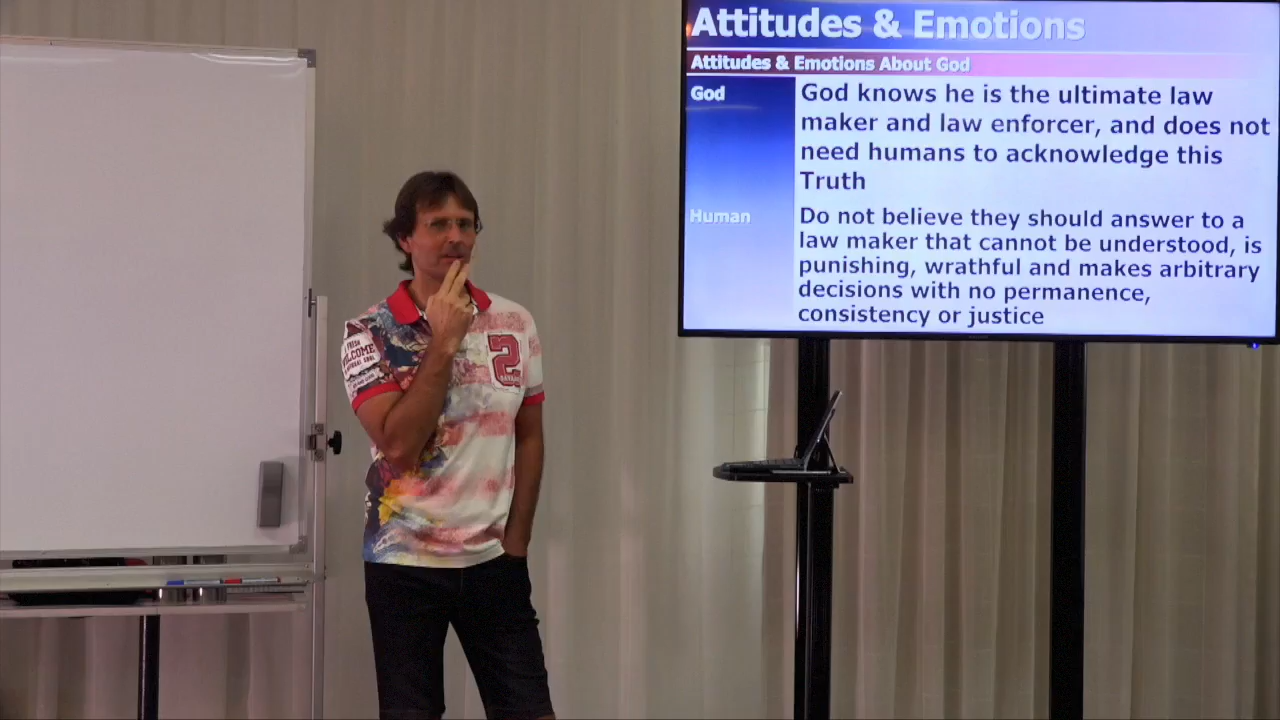 Attitudes & Emotions
Attitudes & Emotions About God
God
God knows he is the ultimate law
maker and law enforcer, and does not
need humans to acknowledge this
Truth
Human
Do not believe they should answer to a
law maker that cannot be understood, is
punishing, wrathful and makes arbitrary
decisions with no permanence,
consistency or justice
FRESH
WELCOME
2